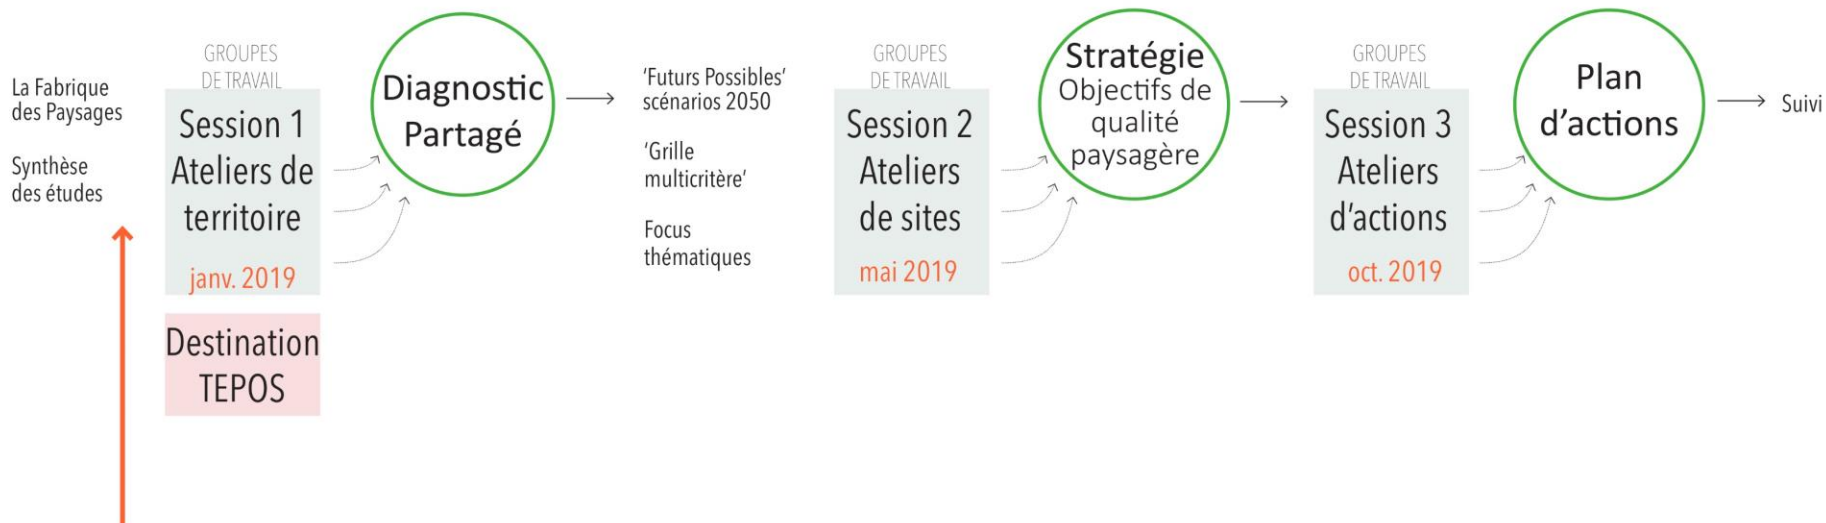 La Fabrique
des Paysages
Synthèse
des études
GROUPES
DE TRAVAIL
Session 1
Ateliers de
territoire
janv. 2019
Destination
TEPOS
Diagnostic
Partagé
'Futurs Possibles'
scénarios 2050
'Grille
multicritère'
Focus
thématiques
GROUPES
DE TRAVAIL
Session 2
Ateliers
de sites
mai 2019
Stratégie
Objectifs de
qualité
paysagère
GROUPES
DE TRAVAIL
Session 3
Ateliers
d'actions
oct. 2019
Plan
d'actions
Suivi